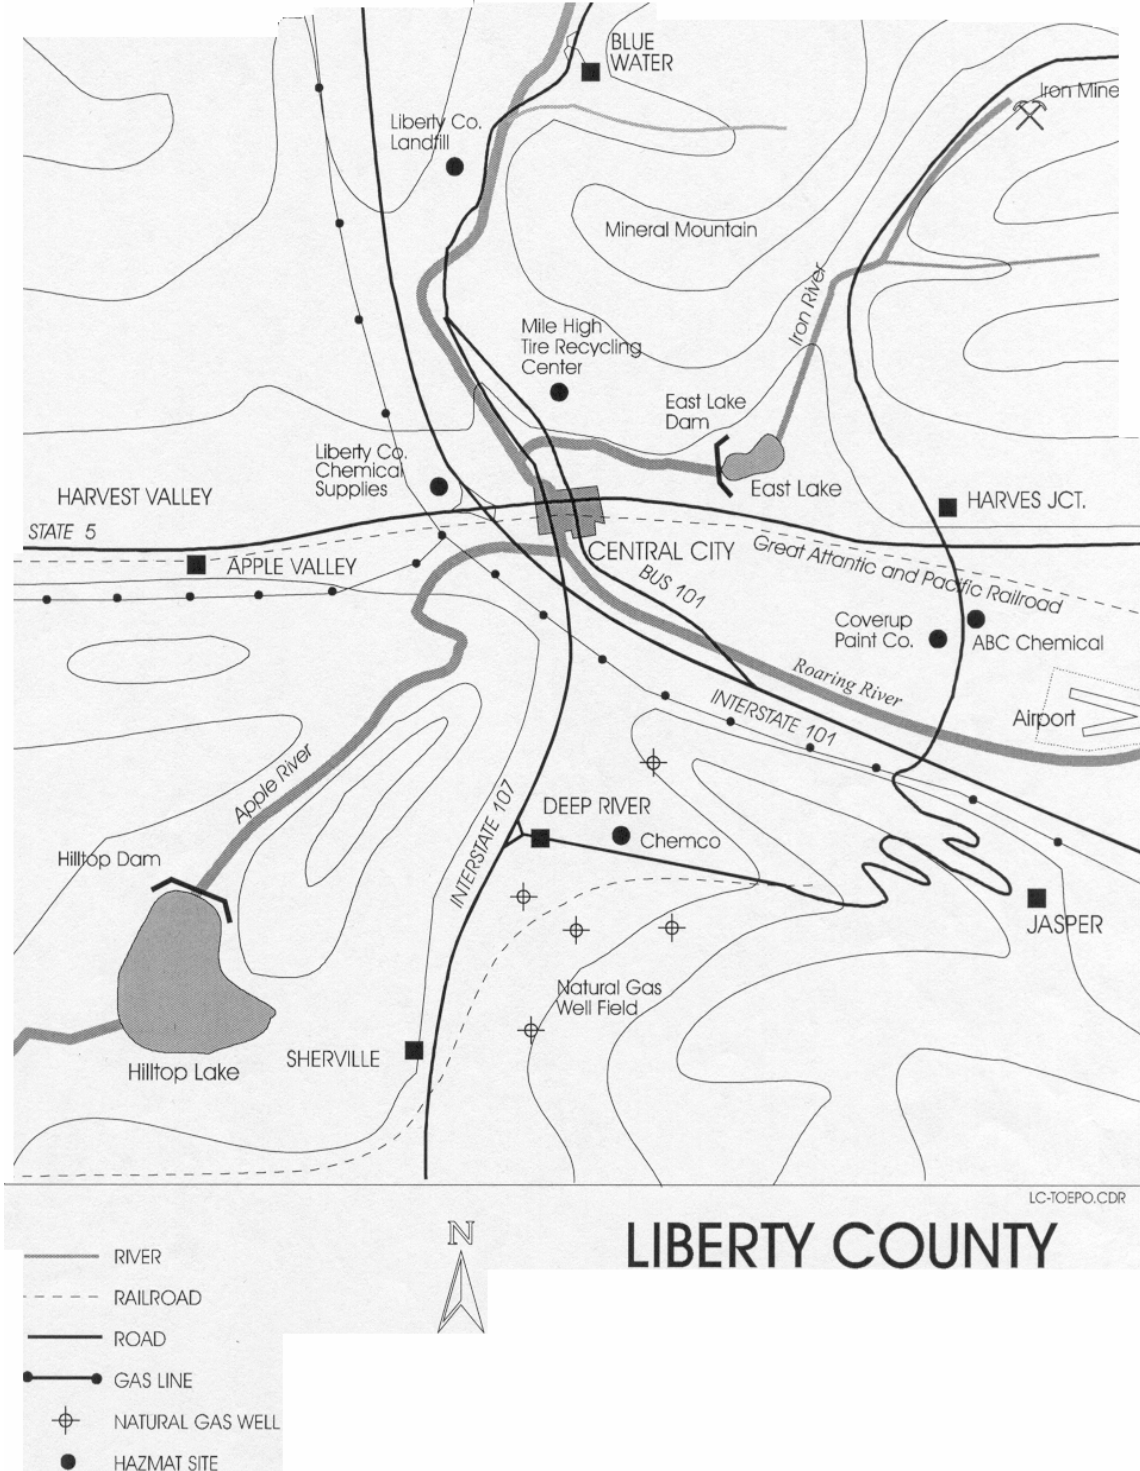 BLUE
WATER
Iron Mine
Liberty Co.
Landfill
Mineral Mountain
Iron River
Mile High
Tire Recycling
Center
East Lake
Dam
Liberty Co.
Chemical
Supplies
East Lake
HARVEST VALLEY
HARVES JCT.
STATE 5
APPLE VALLEY
CENTRAL CITY
Great Attantic and Pacific Railroad
BUS 101
Coverup
Paint Co.
ABC Chemical
Roaring River
INTERSTATE 101
Airport
Apple River
INTERSTATE 107
DEEP RIVER
Chemco
Hilltop Dam
JASPER
Natural Gas
Well Field
SHERVILLE
Hilltop Lake
LC-TOEPO.CDR
N
LIBERTY COUNTY
RIVER
RAILROAD
ROAD
GAS LINE
NATURAL GAS WELL
HAZMAT SITE